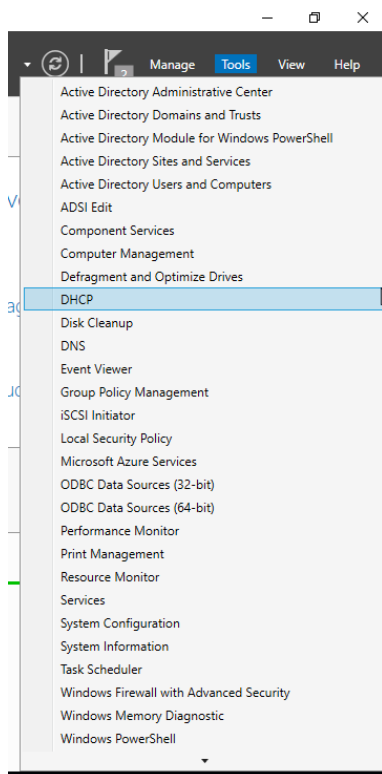 2
Manage Tools View Help
Active Directory Administrative Center
Active Directory Domains and Trusts
Active Directory Module for Windows PowerShell
Active Directory Sites and Services
Active Directory Users and Computers
ADSI Edit
Component Services
Computer Management
Defragment and Optimize Drives
DHCP
Disk Cleanup
DNS
Event Viewer
Group Policy Management
iSCSI Initiator
Local Security Policy
Microsoft Azure Services
ODBC Data Sources (32-bit)
ODBC Data Sources (64-bit)
Performance Monitor
Print Management
Resource Monitor
Services
System Configuration
System Information
Task Scheduler
Windows Firewall with Advanced Security
Windows Memory Diagnostic
Windows PowerShell